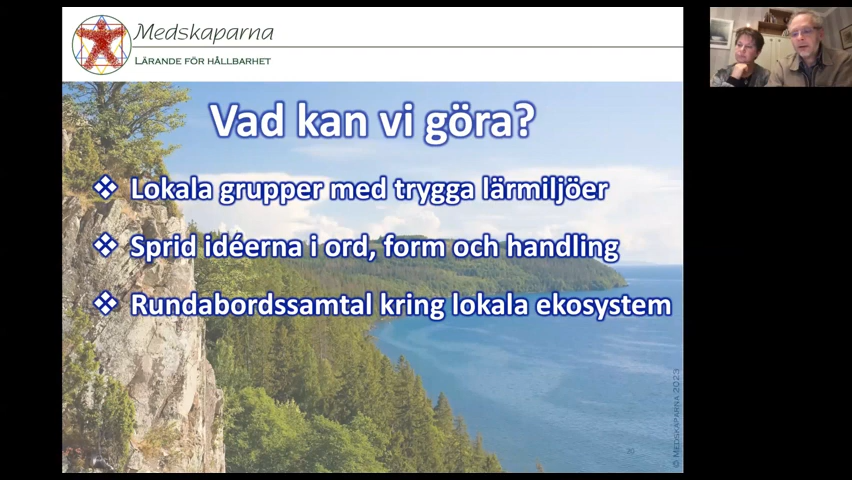 Medskaparna
LÄRANDE FÖR HÅLLBARHET
Vad kan vi göra?
❖ Lokala grupper med trygga lärmiljöer
❖ Sprid idéerna i ord, form och handling
❖ Rundabordssamtal kring lokala ekosystem
© MEDSKAPARNA 2023